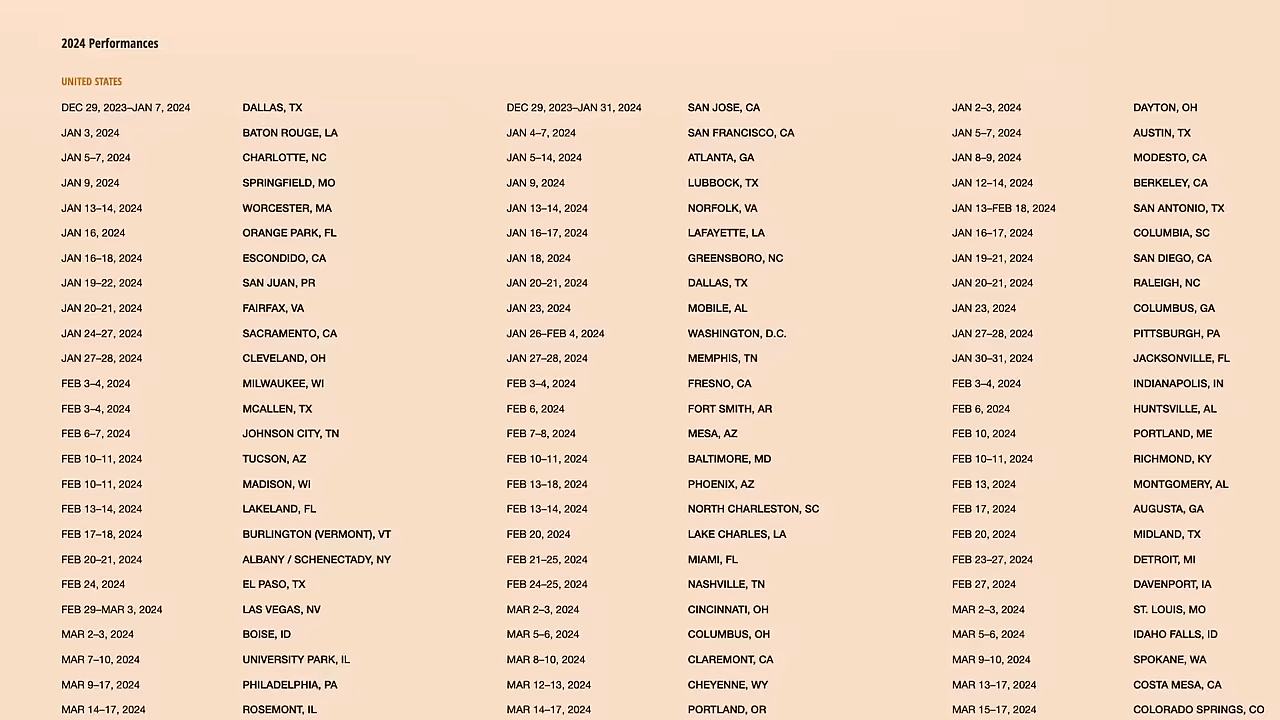 2024 Performances
UNITED STATES
DEC 29, 2023–JAN 7, 2024 DALLAS, TX DEC 29, 2023–JAN 31, 2024 SAN JOSE, CA JAN 2–3, 2024 DAYTON, OH
JAN 3, 2024 BATON ROUGE, LA JAN 4–7, 2024 SAN FRANCISCO, CA JAN 5–7, 2024 AUSTIN, TX
JAN 5–7, 2024 CHARLOTTE, NC JAN 5–14, 2024 ATLANTA, GA JAN 8–9, 2024 MODESTO, CA
JAN 9, 2024 SPRINGFIELD, MO JAN 9, 2024 LUBBOCK, TX JAN 12–14, 2024 BERKELEY, CA
JAN 13–14, 2024 WORCESTER, MA JAN 13–14, 2024 NORFOLK, VA JAN 13–FEB 18, 2024 SAN ANTONIO, TX
JAN 16, 2024 ORANGE PARK, FL JAN 16–17, 2024 LAFAYETTE, LA JAN 16–17, 2024 COLUMBIA, SC
JAN 16–18, 2024 ESCONDIDO, CA JAN 18, 2024 GREENSBORO, NC JAN 19–21, 2024 SAN DIEGO, CA
JAN 19–22, 2024 SAN JUAN, PR JAN 20–21, 2024 DALLAS, TX JAN 20–21, 2024 RALEIGH, NC
JAN 20–21, 2024 FAIRFAX, VA JAN 23, 2024 MOBILE, AL JAN 23, 2024 COLUMBUS, GA
JAN 24–27, 2024 SACRAMENTO, CA JAN 26–FEB 4, 2024 WASHINGTON, D.C. JAN 27–28, 2024 PITTSBURGH, PA
JAN 27–28, 2024 CLEVELAND, OH JAN 27–28, 2024 MEMPHIS, TN JAN 30–31, 2024 JACKSONVILLE, FL
FEB 3–4, 2024 MILWAUKEE, WI FEB 3–4, 2024 FRESNO, CA FEB 3–4, 2024 INDIANAPOLIS, IN
FEB 3–4, 2024 MCALLEN, TX FEB 6, 2024 FORT SMITH, AR FEB 6, 2024 HUNTSVILLE, AL
FEB 6–7, 2024 JOHNSON CITY, TN FEB 7–8, 2024 MESA, AZ FEB 10, 2024 PORTLAND, ME
FEB 10–11, 2024 TUCSON, AZ FEB 10–11, 2024 BALTIMORE, MD FEB 10–11, 2024 RICHMOND, KY
FEB 10–11, 2024 MADISON, WI FEB 13–18, 2024 PHOENIX, AZ FEB 13, 2024 MONTGOMERY, AL
FEB 13–14, 2024 LAKELAND, FL FEB 13–14, 2024 NORTH CHARLESTON, SC FEB 17, 2024 AUGUSTA, GA
FEB 17–18, 2024 BURLINGTON (VERMONT), VT FEB 20, 2024 LAKE CHARLES, LA FEB 20, 2024 MIDLAND, TX
FEB 20–21, 2024 ALBANY / SCHENECTADY, NY FEB 21–25, 2024 MIAMI, FL FEB 23–27, 2024 DETROIT, MI
FEB 24, 2024 EL PASO, TX FEB 24–25, 2024 NASHVILLE, TN FEB 27, 2024 DAVENPORT, IA
FEB 29–MAR 3, 2024 LAS VEGAS, NV MAR 2–3, 2024 CINCINNATI, OH MAR 2–3, 2024 ST. LOUIS, MO
MAR 2–3, 2024 BOISE, ID MAR 5–6, 2024 COLUMBUS, OH MAR 5–6, 2024 IDAHO FALLS, ID
MAR 7–10, 2024 UNIVERSITY PARK, IL MAR 8–10, 2024 CLAREMONT, CA MAR 9–10, 2024 SPOKANE, WA
MAR 9–17, 2024 PHILADELPHIA, PA MAR 12–13, 2024 CHEYENNE, WY MAR 13–17, 2024 COSTA MESA, CA
MAR 14–17, 2024 ROSEMONT, IL MAR 14–17, 2024 PORTLAND, OR MAR 15–17, 2024 COLORADO SPRINGS, CO